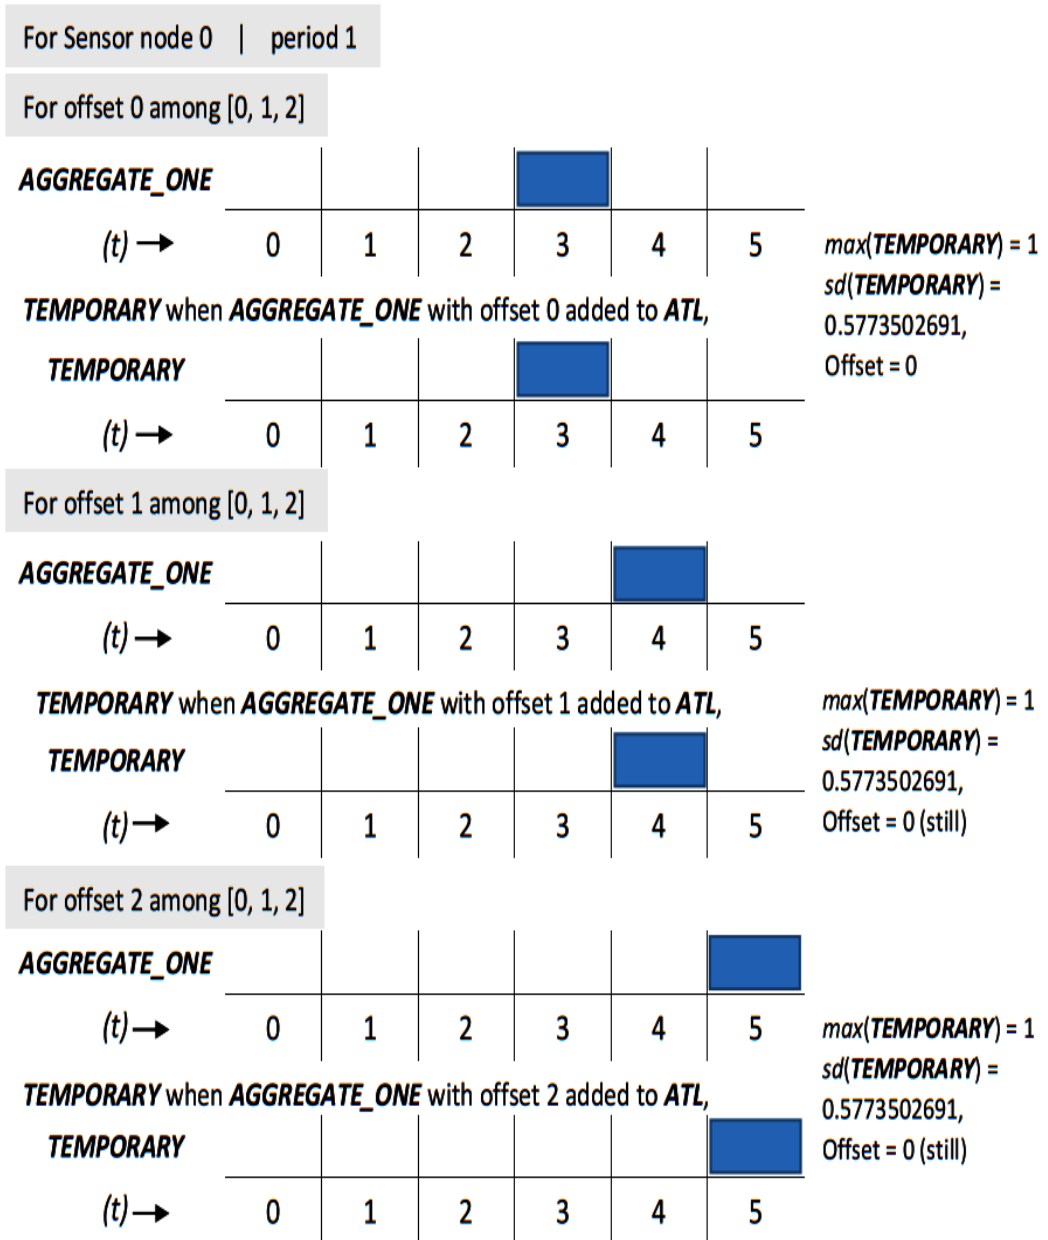 For Sensor node 0 | period 1
For offset 0 among [0, 1, 2]
AGGREGATE_ONE
(t) → 0 1 2 3 4 5
TEMPORARY when AGGREGATE_ONE with offset 0 added to ATL,
TEMPORARY
(t) → 0 1 2 3 4 5
max(TEMPORARY) = 1
sd(TEMPORARY) =
0.5773502691,
Offset = 0
For offset 1 among [0, 1, 2]
AGGREGATE_ONE
(t) → 0 1 2 3 4 5
TEMPORARY when AGGREGATE_ONE with offset 1 added to ATL,
TEMPORARY
(t) → 0 1 2 3 4 5
max(TEMPORARY) = 1
sd(TEMPORARY) =
0.5773502691,
Offset = 0 (still)
For offset 2 among [0, 1, 2]
AGGREGATE_ONE
(t) → 0 1 2 3 4 5
TEMPORARY when AGGREGATE_ONE with offset 2 added to ATL,
TEMPORARY
(t) → 0 1 2 3 4 5
max(TEMPORARY) = 1
sd(TEMPORARY) =
0.5773502691,
Offset = 0 (still)